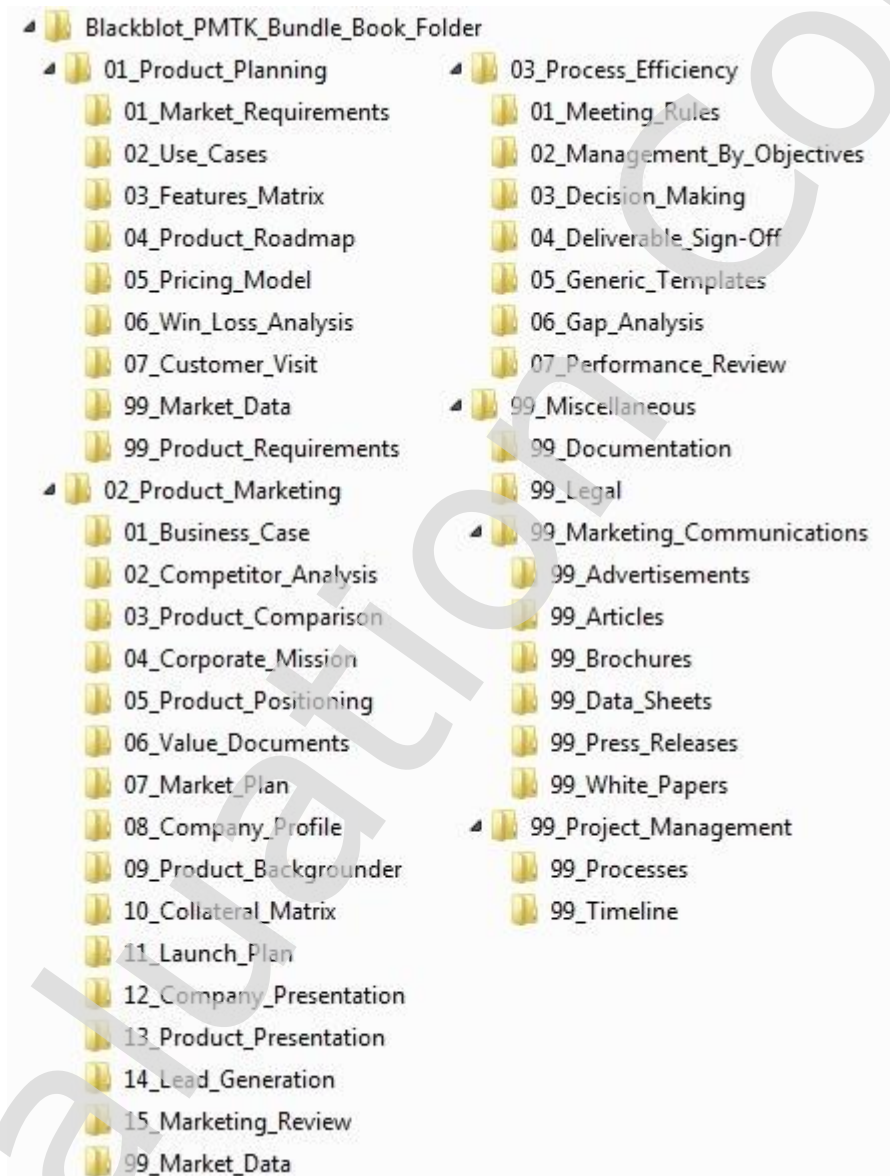 Blackblot_PMTK_Bundle_Book_Folder
01_Product_Planning
01_Market_Requirements
02_Use_Cases
03_Features_Matrix
04_Product_Roadmap
05_Pricing_Model
06_Win_Loss_Analysis
07_Customer_Visit
99_Market_Data
99_Product_Requirements
02_Product_Marketing
01_Business_Case
02_Competitor_Analysis
03_Product_Comparison
04_Corporate_Mission
05_Product_Positioning
06_Value_Documents
07_Market_Plan
08_Company_Profile
09_Product_Backgrounder
10_Collateral_Matrix
11_Launch_Plan
12_Company_Presentation
13_Product_Presentation
14_Lead_Generation
15_Marketing_Review
99_Market_Data
03_Process_Efficiency
01_Meeting_Rules
02_Management_By_Objectives
03_Decision_Making
04_Deliverable_Sign-Off
05_Generic_Templates
06_Gap_Analysis
07_Performance_Review
99_Miscellaneous
99_Documentation
99_Legal
99_Marketing_Communications
99_Advertisements
99_Articles
99_Brochures
99_Data_Sheets
99_Press_Releases
99_White_Papers
99_Project_Management
99_Processes
99_Timeline